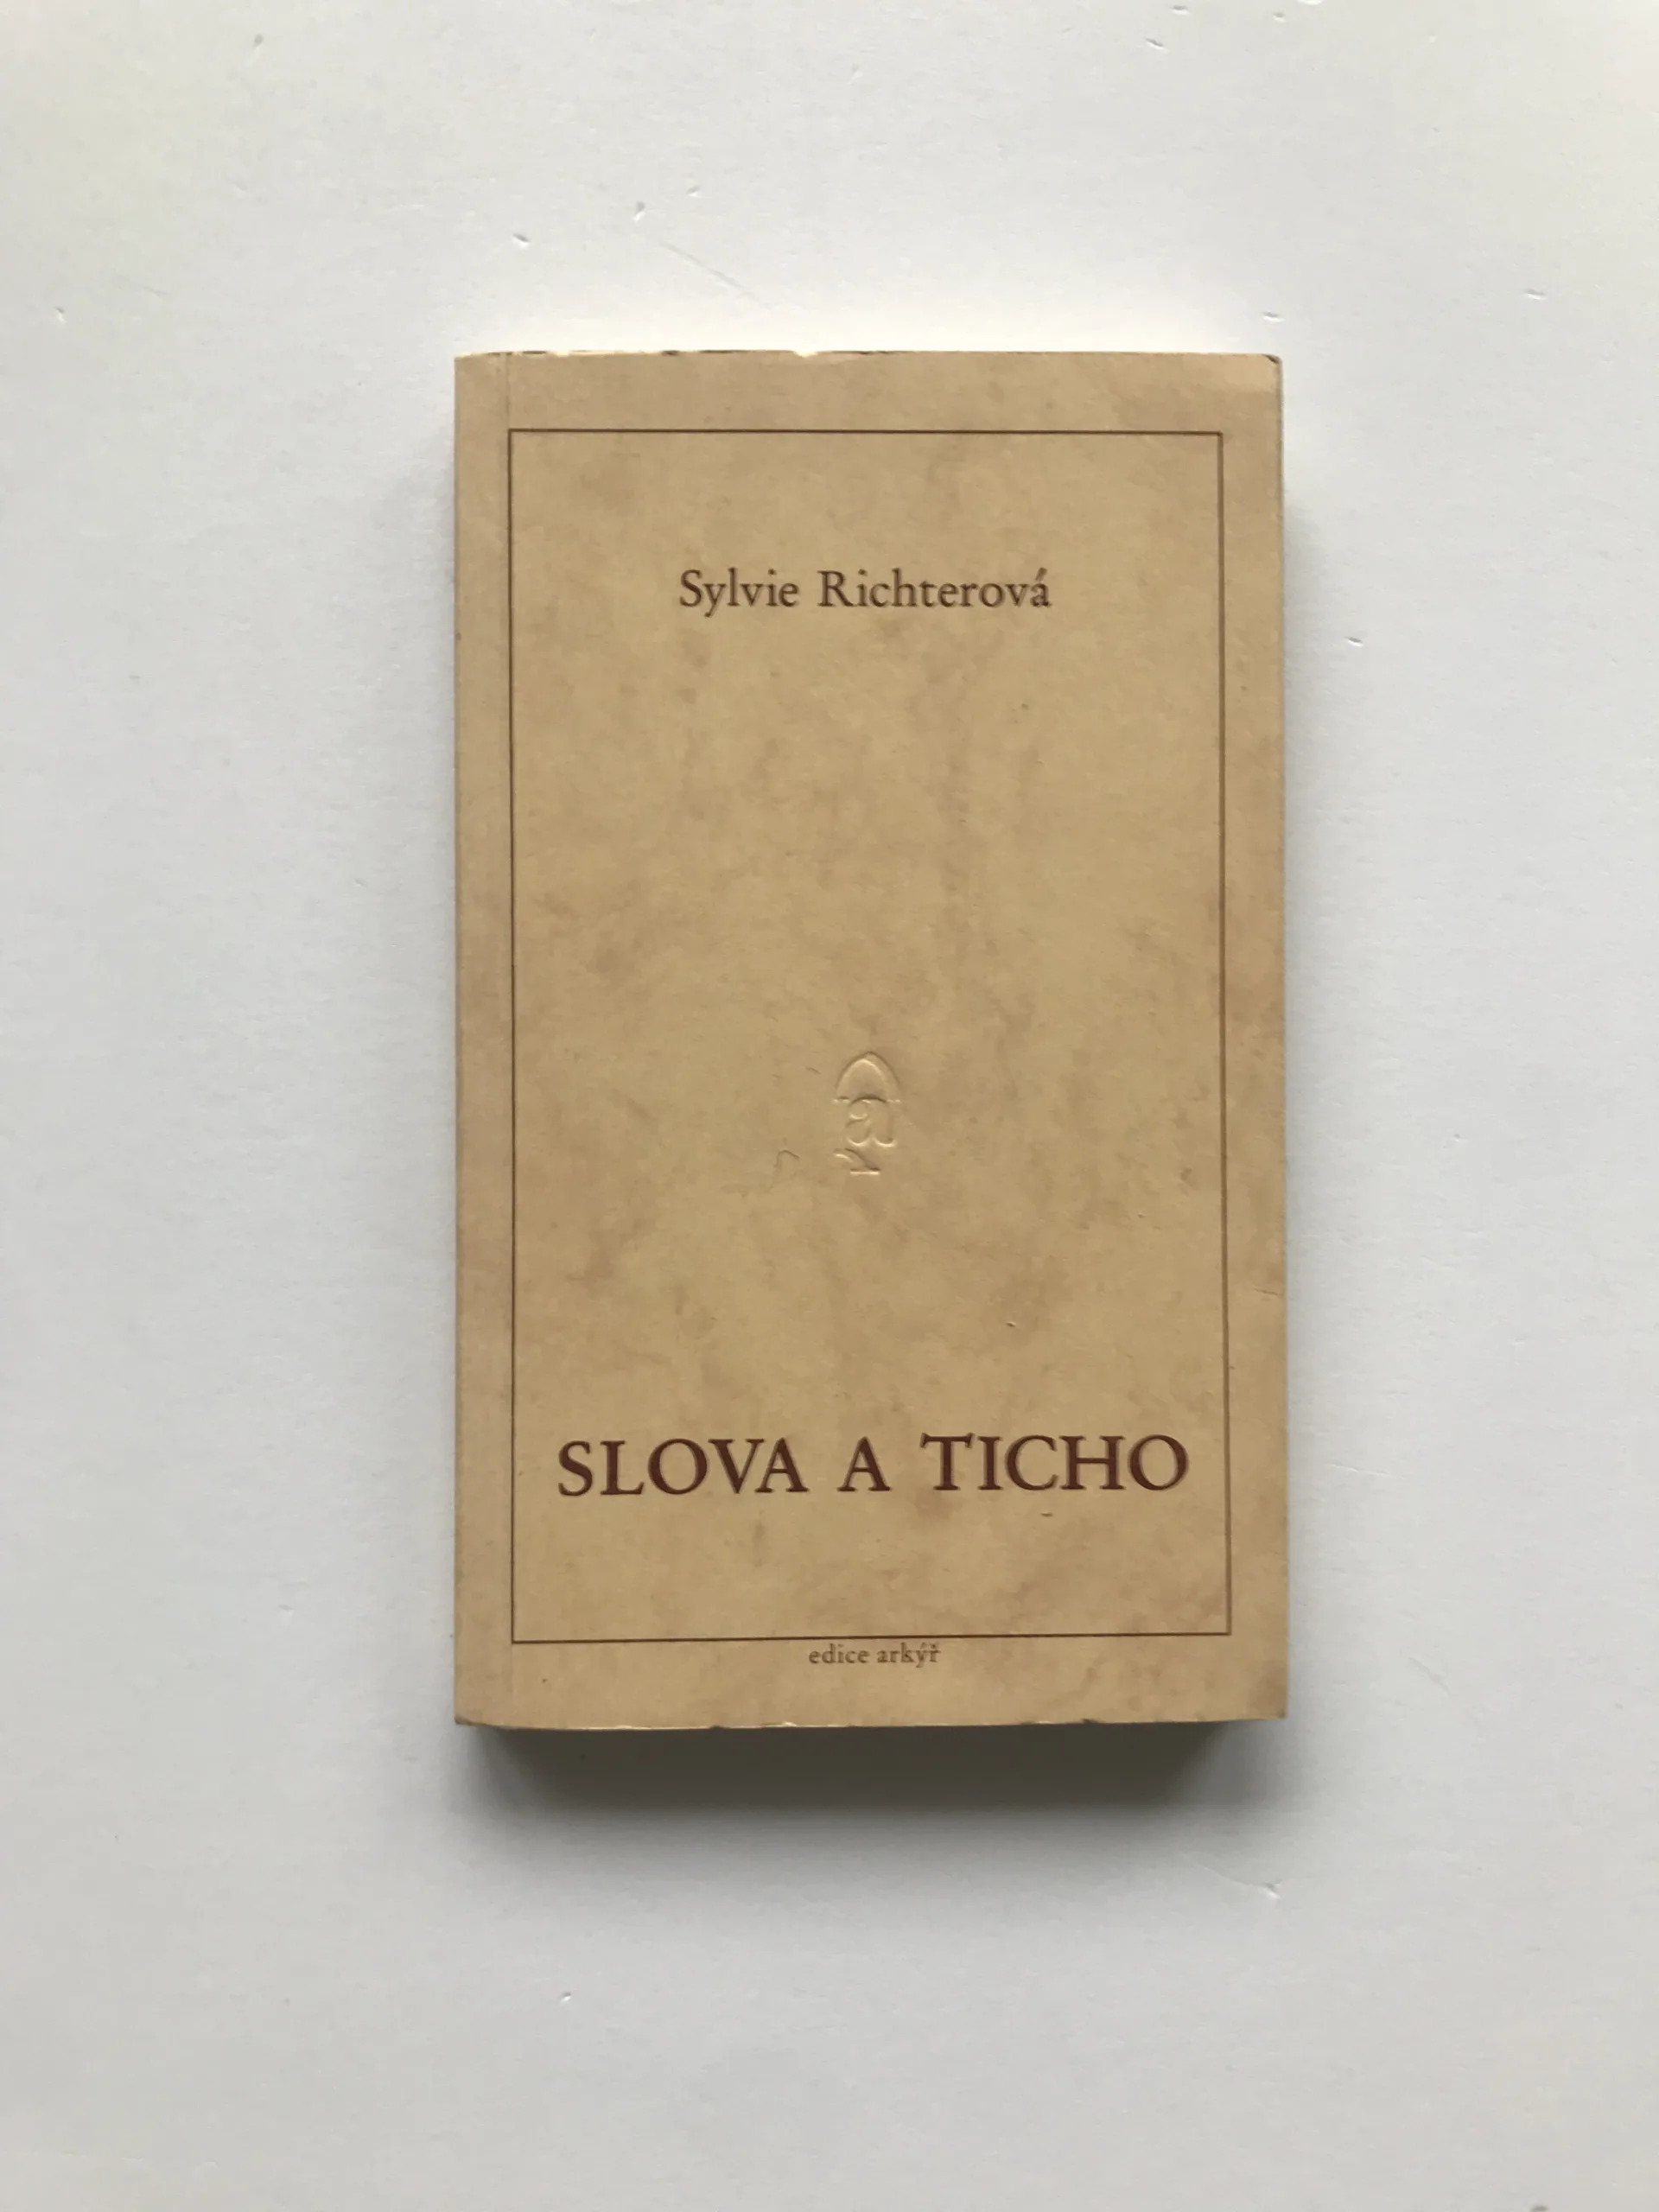 Sylvie Richterová
a
SLOVA A TICHO
edice arkýř